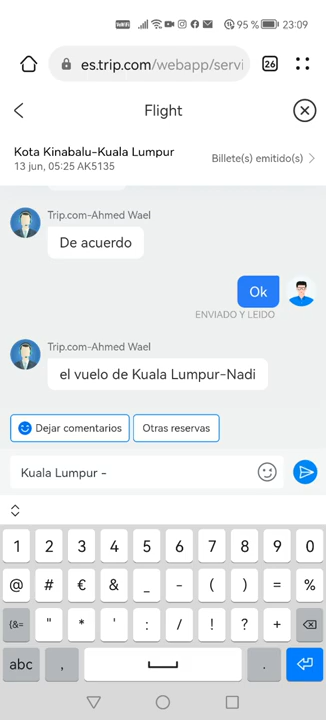 VoWiFi 95 % 23:09
es.trip.com/webapp/servi
26
Flight
Kota Kinabalu-Kuala Lumpur
13 jun, 05:25 AK5135
Billete(s) emitido(s)
Trip.com-Ahmed Wael
De acuerdo
Ok
ENVIADO Y LEIDO
Trip.com-Ahmed Wael
el vuelo de Kuala Lumpur-Nadi
Dejar comentarios Otras reservas
Kuala Lumpur -
1 2 3 4 5 6 7 8 9 0
@ # € & _ - ( ) = %
{&= " * ' : / ! ? +
abc , .